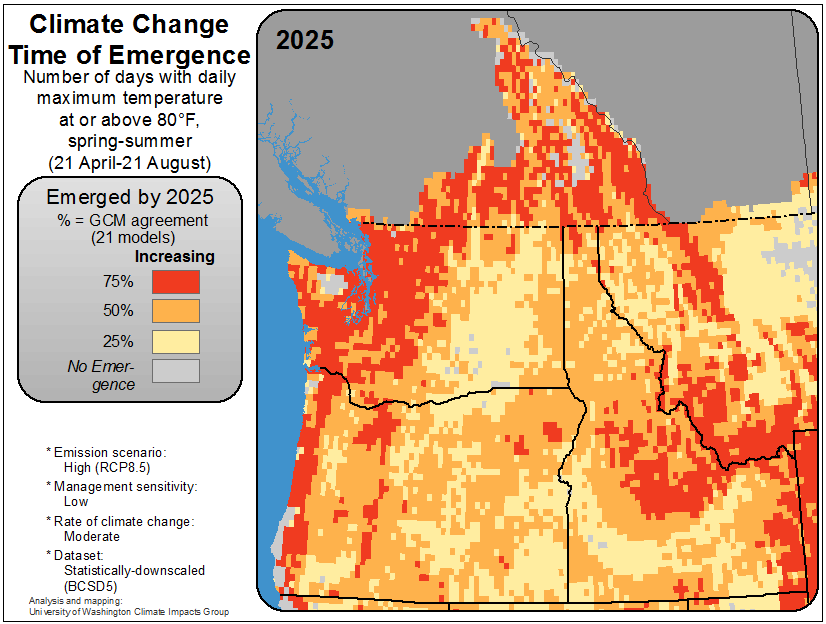 Climate Change
Time of Emergence
Number of days with daily
maximum temperature
at or above 80°F,
spring-summer
(21 April-21 August)
Emerged by 2025
% = GCM agreement
(21 models)
Increasing
75%
50%
25%
No Emer-
gence
* Emission scenario:
High (RCP8.5)
* Management sensitivity:
Low
* Rate of climate change:
Moderate
* Dataset:
Statistically-downscaled
(BCSD5)
Analysis and mapping:
University of Washington Climate Impacts Group
2025